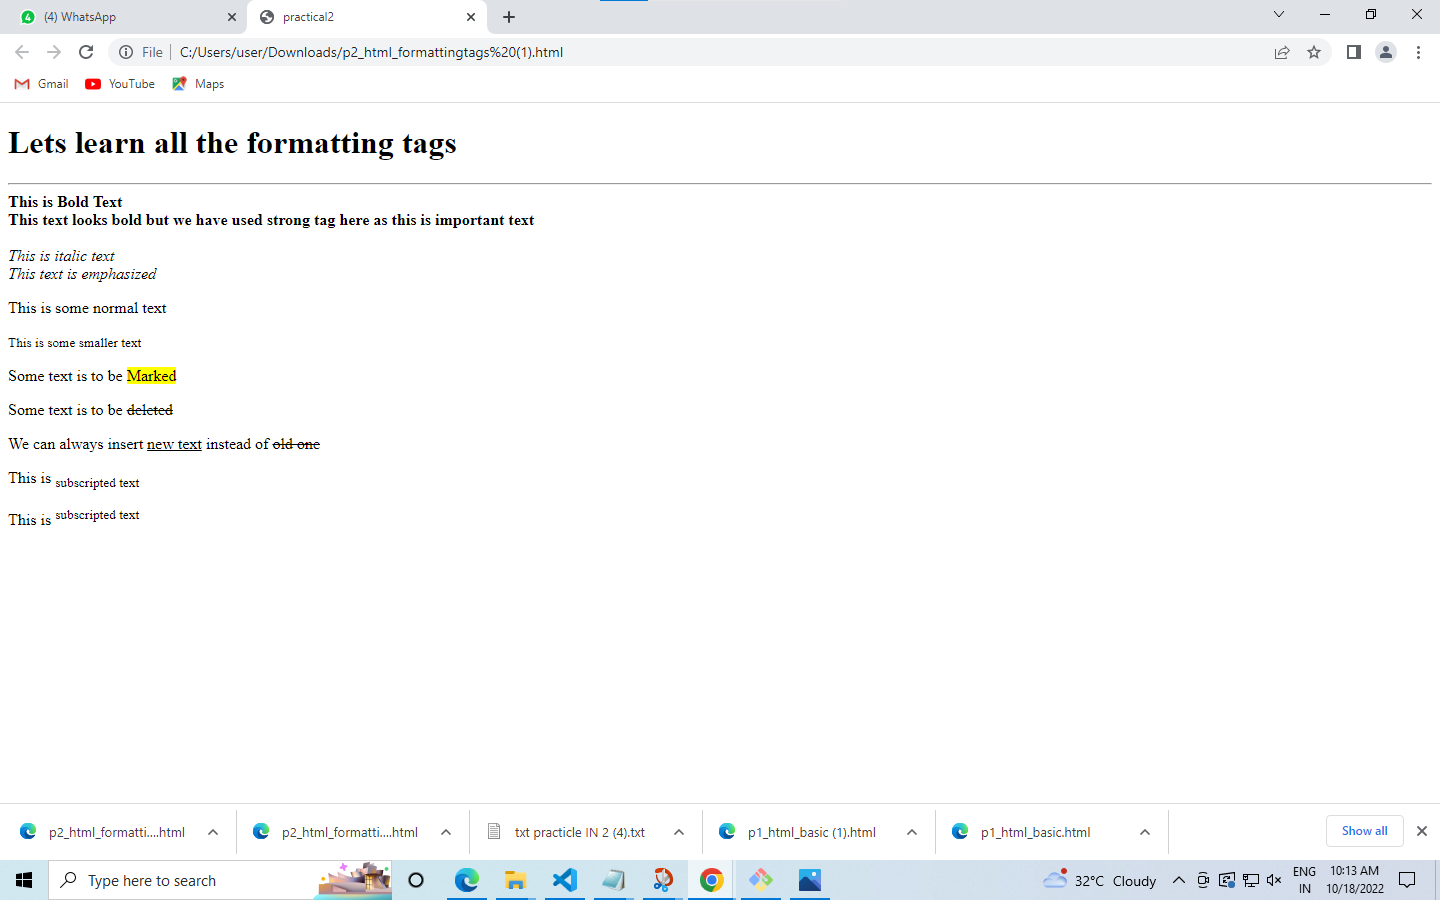 (4) WhatsApp
practical2
File
C:/Users/user/Downloads/p2_html_formattingtags%20(1).html
Gmail
YouTube
Maps
Lets learn all the formatting tags
This is Bold Text
This text looks bold but we have used strong tag here as this is important text
This is italic text
This text is emphasized
This is some normal text
This is some smaller text
Some text is to be Marked
Some text is to be deleted
We can always insert new text instead of old one
This is subscripted text
This is subscripted text
p2_html_formatti....html
p2_html_formatti....html
txt practicle IN 2 (4).txt
p1_html_basic (1).html
p1_html_basic.html
Show all
Type here to search
32°C Cloudy
ENG
IN
10:13 AM
10/18/2022